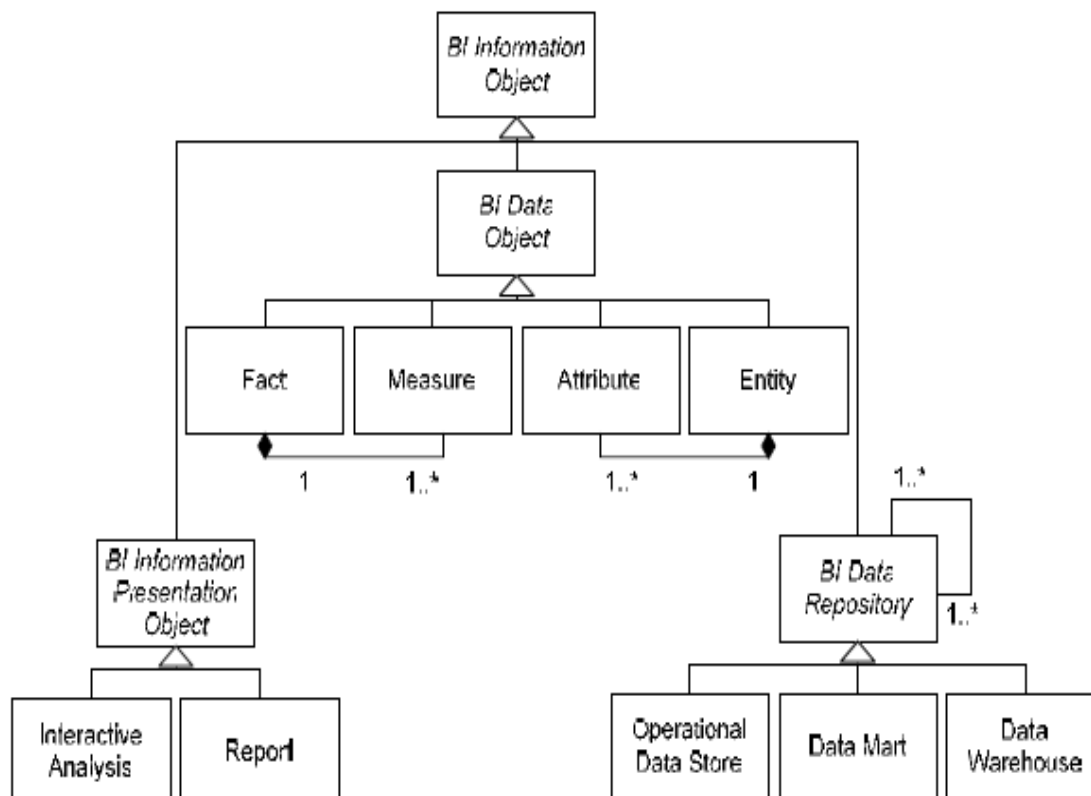 BI Information
Object
BI Data
Object
Fact
Measure
Attribute
Entity
1
1..*
1..*
1
1..*
BI Information
Presentation
Object
BI Data
Repository
1..*
Interactive
Analysis
Report
Operational
Data Store
Data Mart
Data
Warehouse